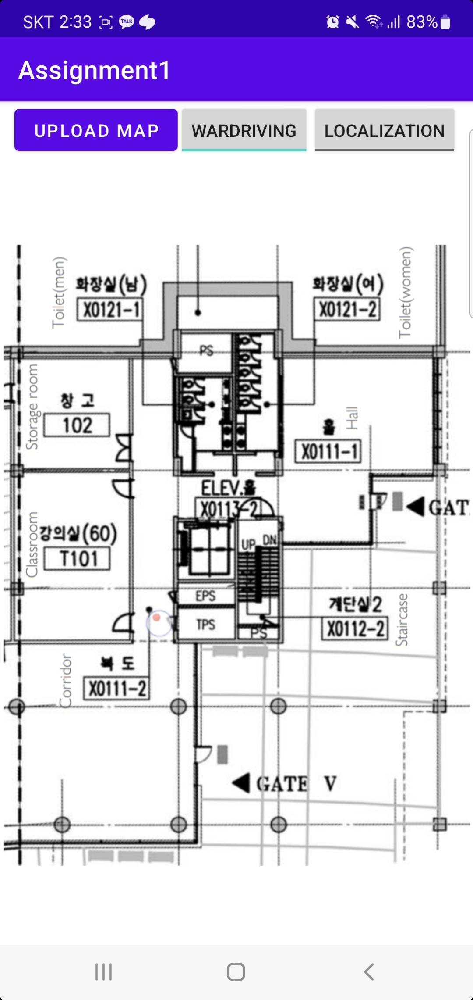 SKT 2:33 TALK 83%
Assignment1
UPLOAD MAP WARDRIVING LOCALIZATION
Toilet(men)
화장실(남)
X0121-1
화장실(여)
X0121-2
Toilet(women)
PS
Storage room
창 고
102
홀
Hall
X0111-1
ELEV.홀
X0113-2
GAT
Classroom
강의실(60)
T101
UP DN
EPS
TPS
PS
계단실2
X0112-2
Staircase
Corridor
복 도
X0111-2
GATE V